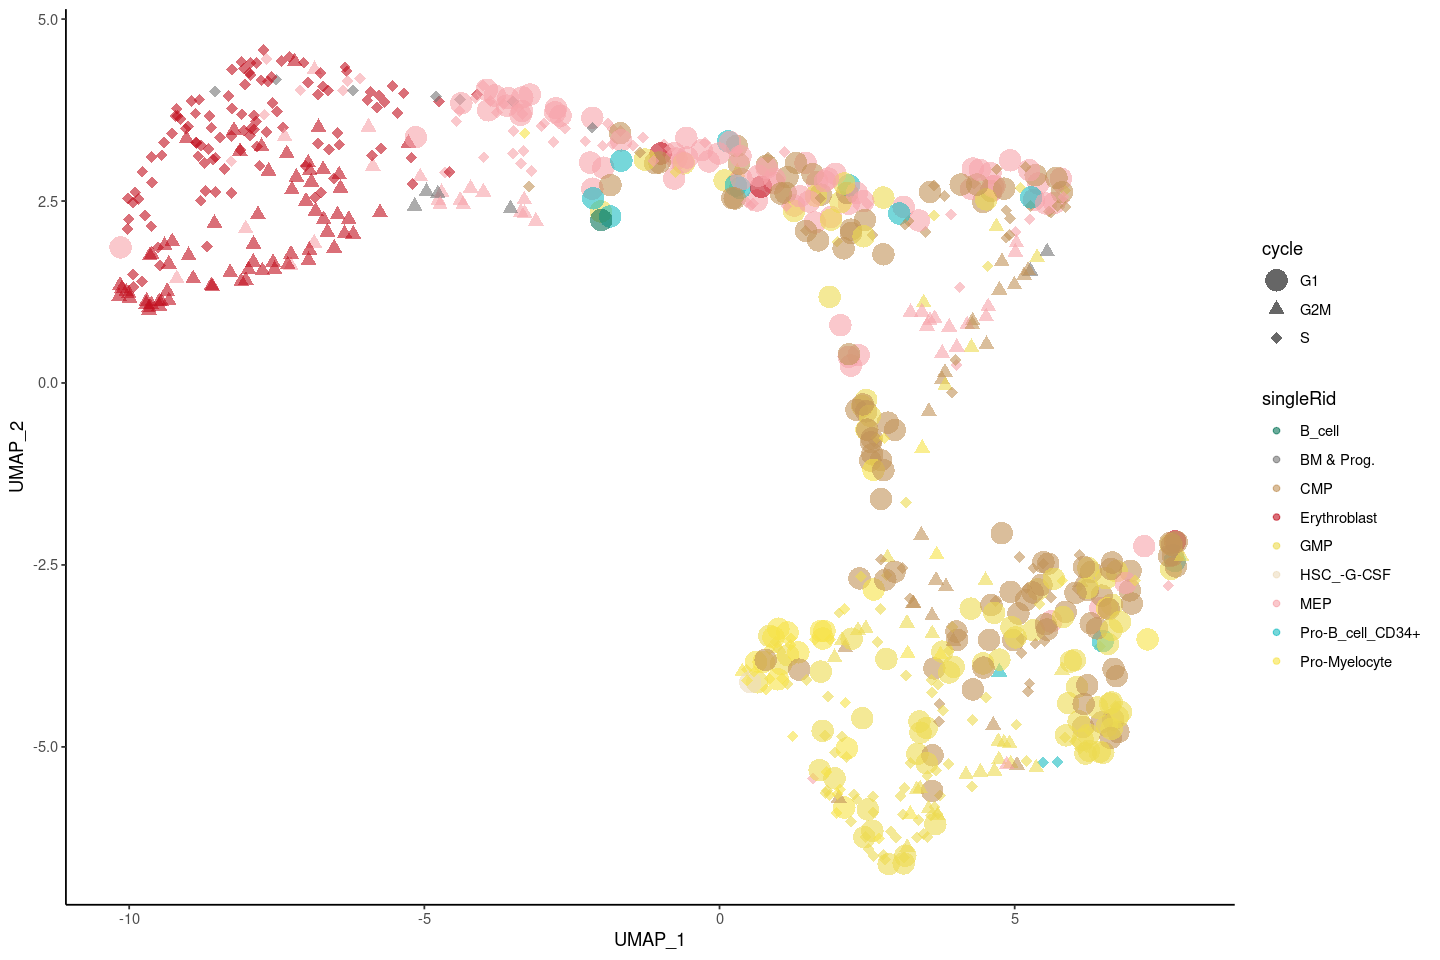 5.0
2.5
0.0
-2.5
-5.0
UMAP_2
-10
-5
0
5
UMAP_1
cycle
G1
G2M
S
singleRid
B_cell
BM & Prog.
CMP
Erythroblast
GMP
HSC_-G-CSF
MEP
Pro-B_cell_CD34+
Pro-Myelocyte